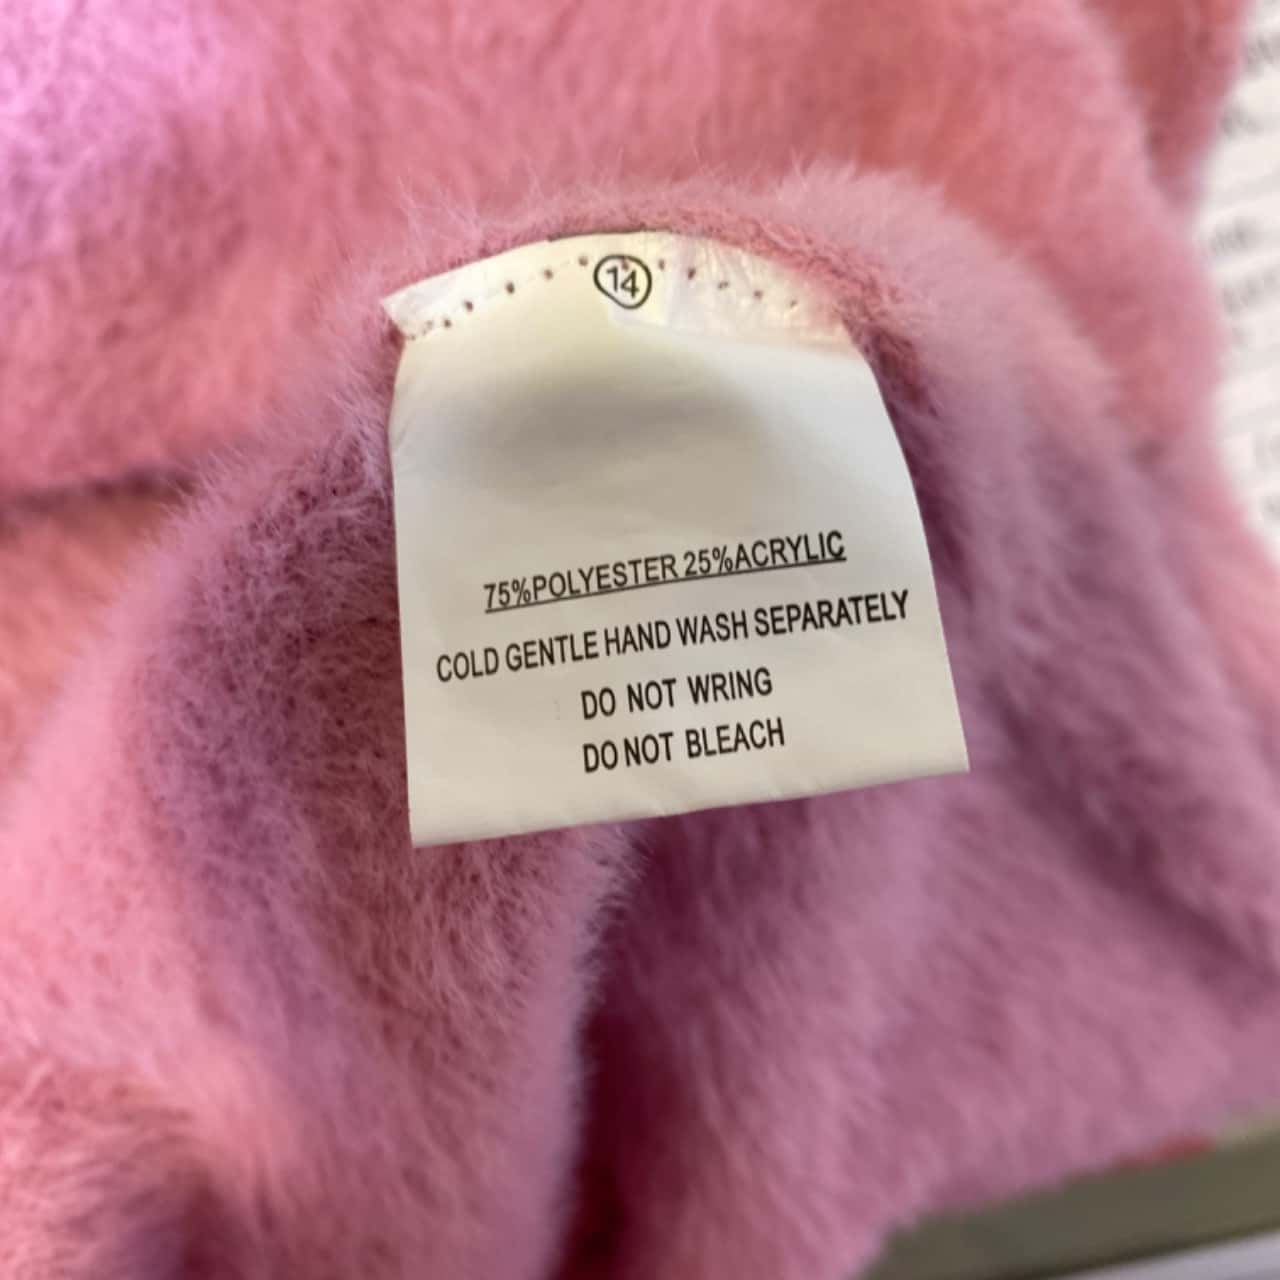 14
75%POLYESTER 25%ACRYLIC
COLD GENTLE HAND WASH SEPARATELY
DO NOT WRING
DO NOT BLEACH